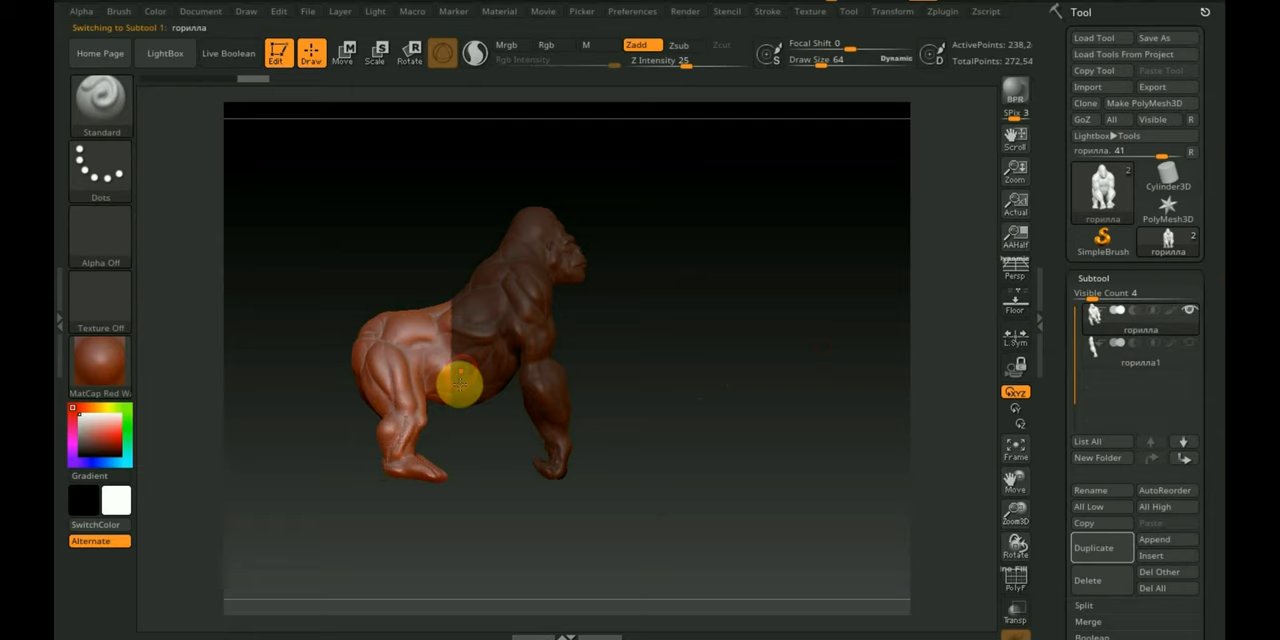 Alpha Brush Color Document Draw Edit File Layer Light Macro Marker Material Movie Picker Preferences Render Stencil Stroke Texture Tool Transform Zplugin Zscript
Switching to Subtool 1: горилла
Home Page
LightBox
Live Boolean
Edit
Draw
Move
Scale
Rotate
Mrgb Rgb M
Rgb Intensity
Zadd Zsub Zcut
Z Intensity 25
S
Focal Shift 0
Draw Size 64 Dynamic
D
ActivePoints: 238,2
TotalPoints: 272,54
Standard
Dots
Alpha Off
Texture Off
MatCap Red W
Gradient
SwitchColor
Alternate
BPR
SPix 3
Scroll
Zoom
Actual
AAHalf
Dynamic
Persp
Floor
L.Sym
XYZ
Y
Z
Frame
Move
Zoom3D
Rotate
PolyF
Transp
Tool
Load Tool Save As
Load Tools From Project
Copy Tool Paste Tool
Import Export
Clone Make PolyMesh3D
GoZ All Visible R
Lightbox▶Tools
горилла. 41 R
2
горилла
Cylinder3D
PolyMesh3D
SimpleBrush
2
горилла
Subtool
Visible Count 4
горилла
горилла1
List All
New Folder
Rename AutoReorder
All Low All High
Copy Paste
Duplicate Append
Insert
Delete Del Other
Del All
Split
Merge
Boolean